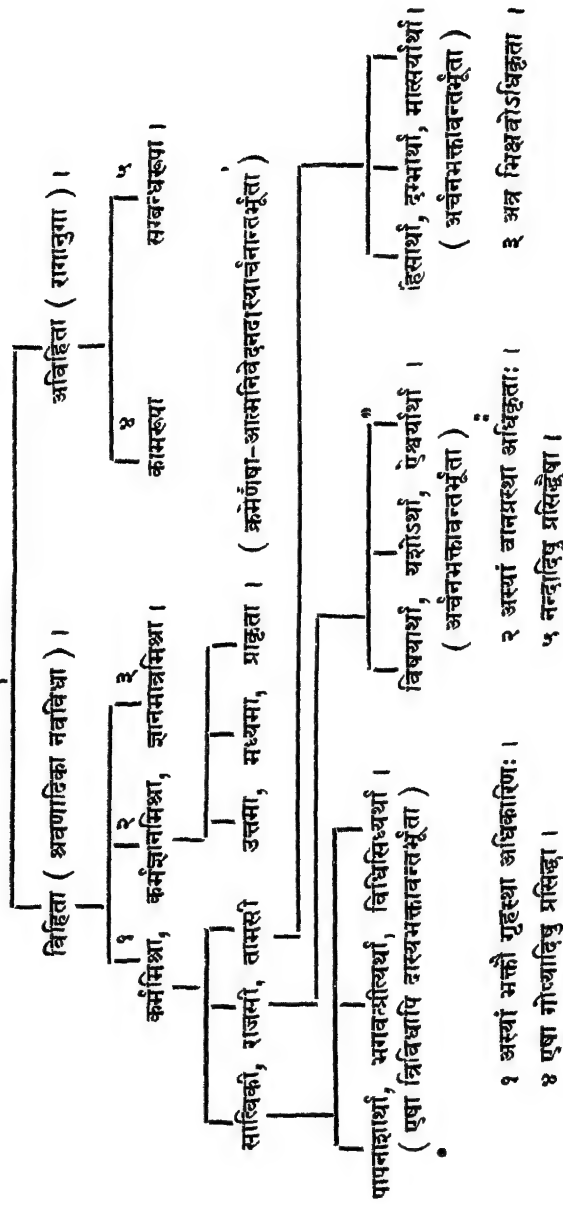 विहिता ( श्रवणादिका नवविधा ) । अविहिता ( रागानुगा ) ।
१ २ ३ ४ ५
कर्ममिश्रा, कर्मज्ञानमिश्रा, ज्ञानमात्रमिश्रा । कामरूपा सम्बन्धरूपा ।
सात्त्विकी, राजमी, तामसी उत्तमा, मध्यमा, प्राकृता । ( क्रमेणैषा-आत्मनिवेदनदास्यार्चनान्तर्भूता )
पापनाशार्था, भगवत्प्रीत्यर्था, विधिसिध्यर्था । विषयार्था, यशोऽर्था, ऐश्वर्यार्था । हिंसार्था, दम्भार्था, मात्सर्यार्था ।
( एषा त्रिविधापि दास्यभक्तावन्तर्भूता ) ( अर्चनभक्तावन्तर्भूता ) ( अर्चनभक्तावन्तर्भूता )
१ अस्यां भक्तौ गृहस्था अधिकारिणः । २ अस्यां वानप्रस्था अधिकृताः । ३ अत्र भिक्षवोऽधिकृता ।
४ एषा गोप्यादिषु प्रसिद्धा । ५ नन्दादिषु प्रसिद्धैषा ।